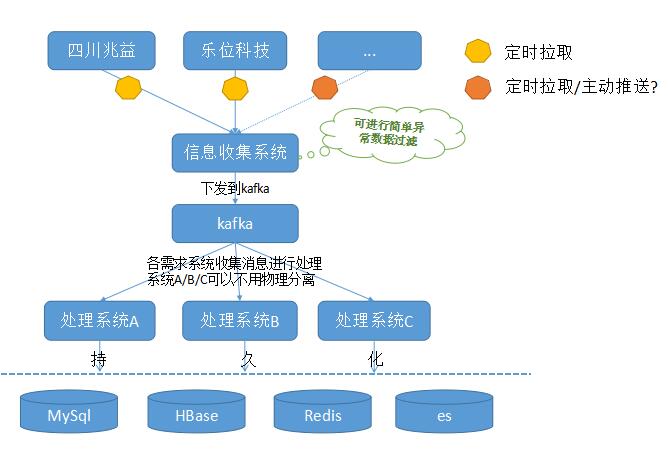 四川兆益
乐位科技
...
定时拉取
定时拉取/主动推送?
可进行简单异
常数据过滤
信息收集系统
下发到kafka
kafka
各需求系统收集消息进行处理
系统A/B/C可以不用物理分离
处理系统A
处理系统B
处理系统C
持
久
化
MySql
HBase
Redis
es